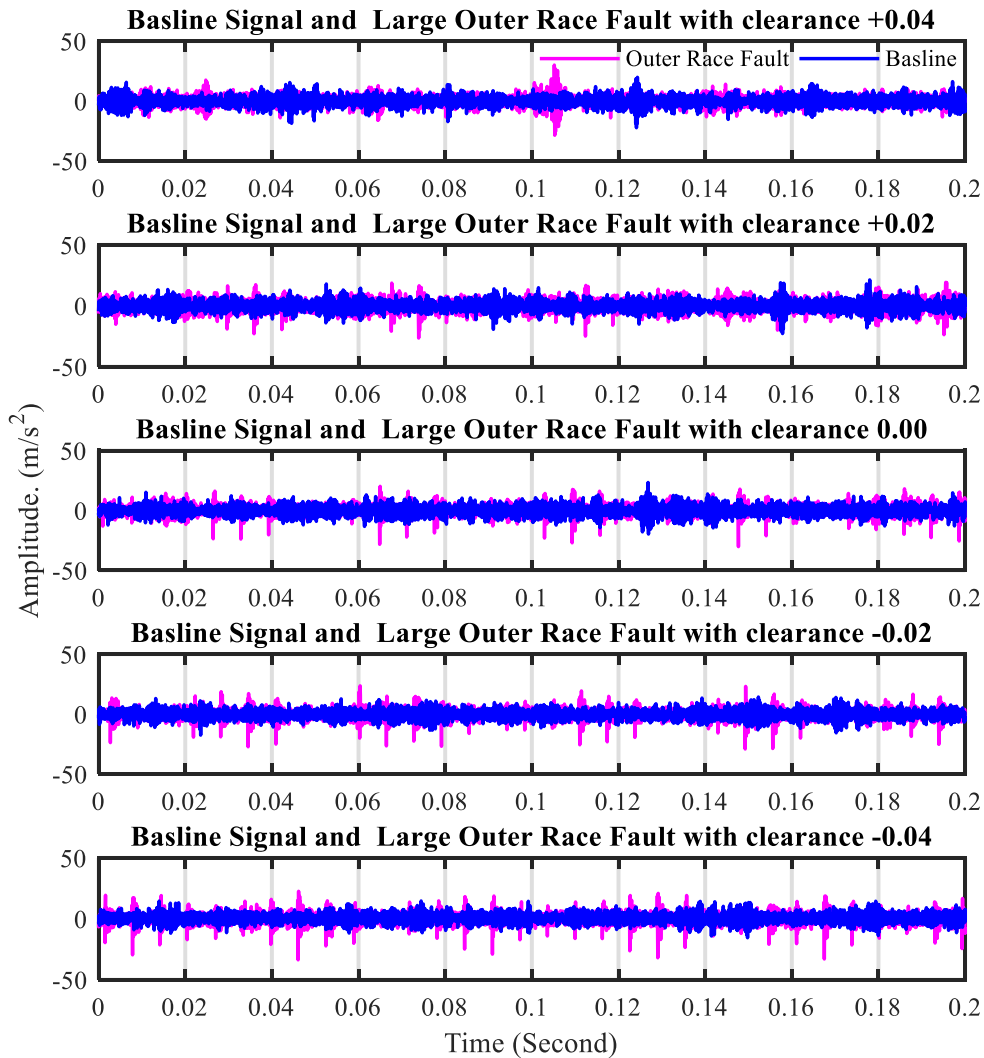 Basline Signal and  Large Outer Race Fault with clearance +0.04
50
Outer Race Fault
Basline
0
-50
0 0.02 0.04 0.06 0.08 0.1 0.12 0.14 0.16 0.18 0.2
Basline Signal and  Large Outer Race Fault with clearance +0.02
50
0
-50
0 0.02 0.04 0.06 0.08 0.1 0.12 0.14 0.16 0.18 0.2
Basline Signal and  Large Outer Race Fault with clearance 0.00
50
0
-50
0 0.02 0.04 0.06 0.08 0.1 0.12 0.14 0.16 0.18 0.2
Amplitude. (m/s²)
Basline Signal and  Large Outer Race Fault with clearance -0.02
50
0
-50
0 0.02 0.04 0.06 0.08 0.1 0.12 0.14 0.16 0.18 0.2
Basline Signal and  Large Outer Race Fault with clearance -0.04
50
0
-50
0 0.02 0.04 0.06 0.08 0.1 0.12 0.14 0.16 0.18 0.2
Time (Second)